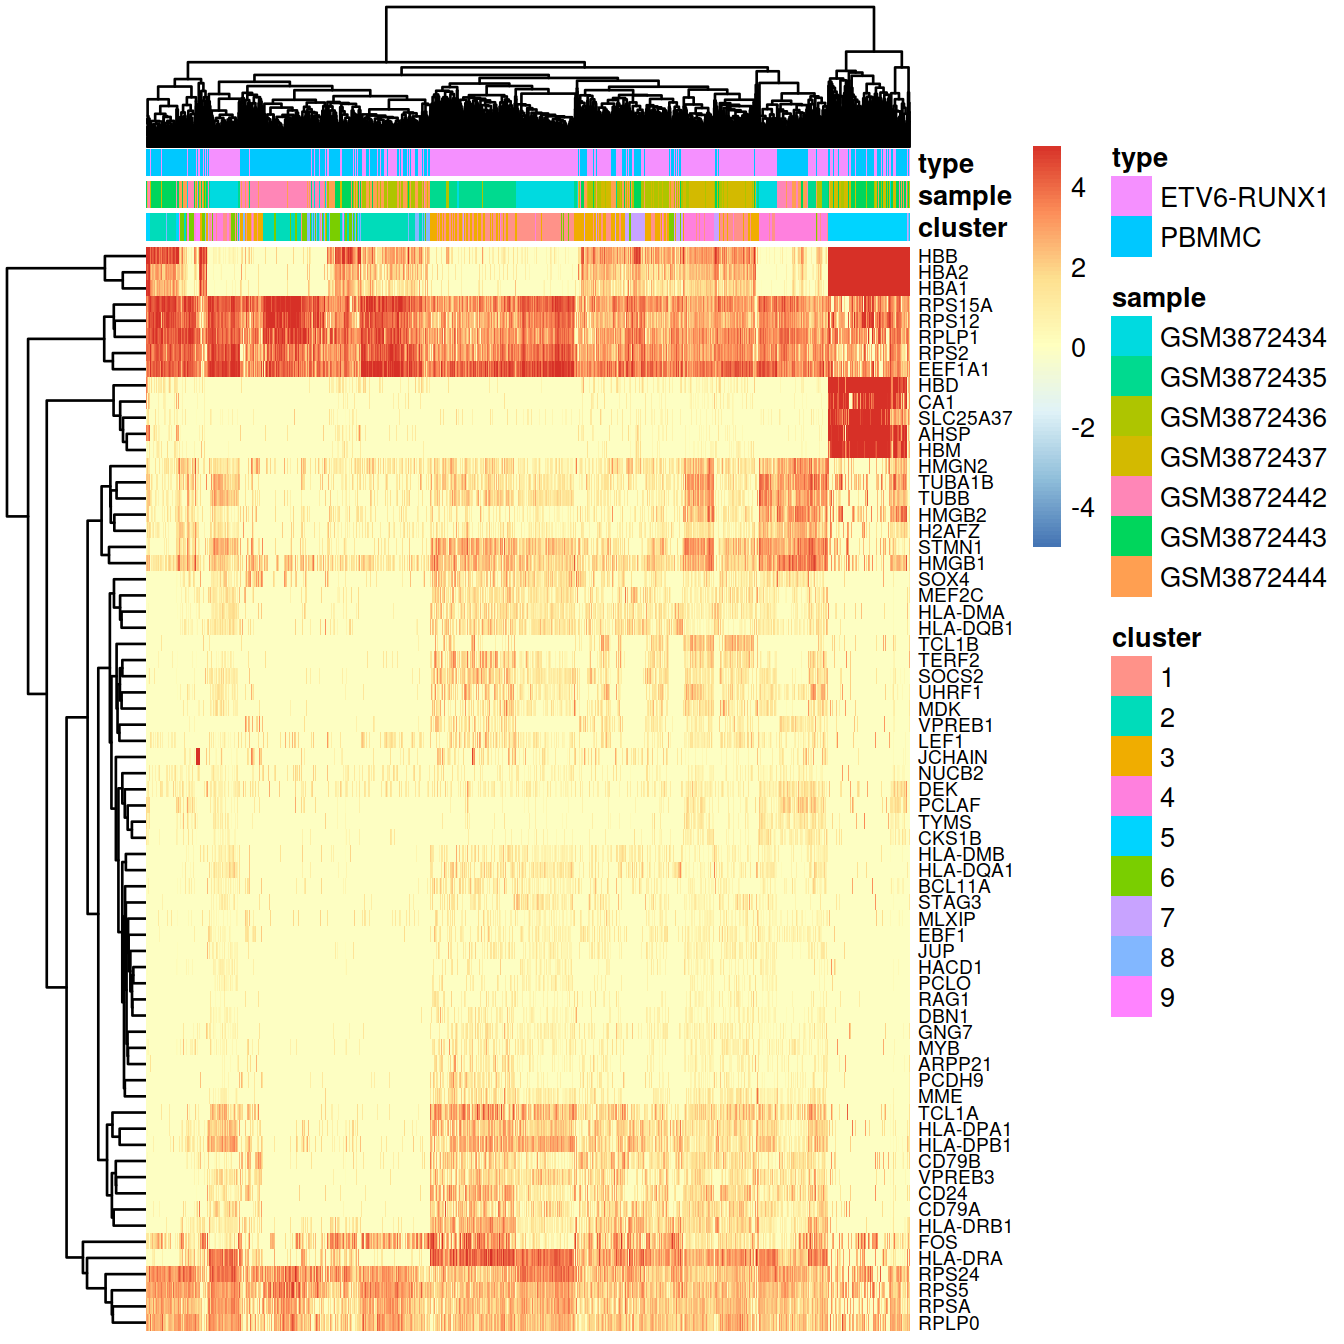 type
sample
cluster
HBB
HBA2
HBA1
RPS15A
RPS12
RPLP1
RPS2
EEF1A1
HBD
CA1
SLC25A37
AHSP
HBM
HMGN2
TUBA1B
TUBB
HMGB2
H2AFZ
STMN1
HMGB1
SOX4
MEF2C
HLA-DMA
HLA-DQB1
TCL1B
TERF2
SOCS2
UHRF1
MDK
VPREB1
LEF1
JCHAIN
NUCB2
DEK
PCLAF
TYMS
CKS1B
HLA-DMB
HLA-DQA1
BCL11A
STAG3
MLXIP
EBF1
JUP
HACD1
PCLO
RAG1
DBN1
GNG7
MYB
ARPP21
PCDH9
MME
TCL1A
HLA-DPA1
HLA-DPB1
CD79B
VPREB3
CD24
CD79A
HLA-DRB1
FOS
HLA-DRA
RPS24
RPS5
RPSA
RPLP0
4
2
0
-2
-4
type
ETV6-RUNX1
PBMMC
sample
GSM3872434
GSM3872435
GSM3872436
GSM3872437
GSM3872442
GSM3872443
GSM3872444
cluster
1
2
3
4
5
6
7
8
9